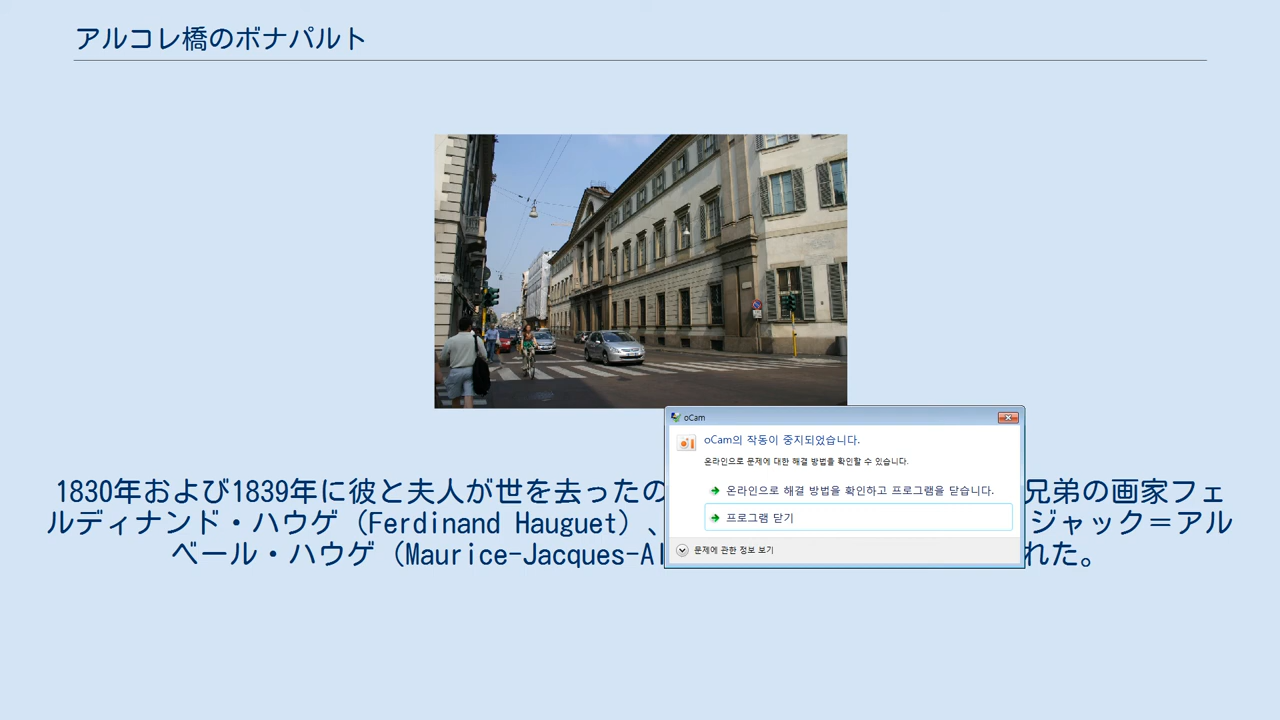 アルコレ橋のボナパルト
oCam
oCam의 작동이 중지되었습니다.
온라인으로 문제에 대한 해결 방법을 확인할 수 있습니다.
온라인으로 해결 방법을 확인하고 프로그램을 닫습니다.
프로그램 닫기
문제에 관한 정보 보기
1830年および1839年に彼と夫人が世を去ったの 兄弟の画家フェ
ルディナンド・ハウゲ（Ferdinand Hauguet）、 ジャック＝アル
ベール・ハウゲ（Maurice-Jacques-Al れた。